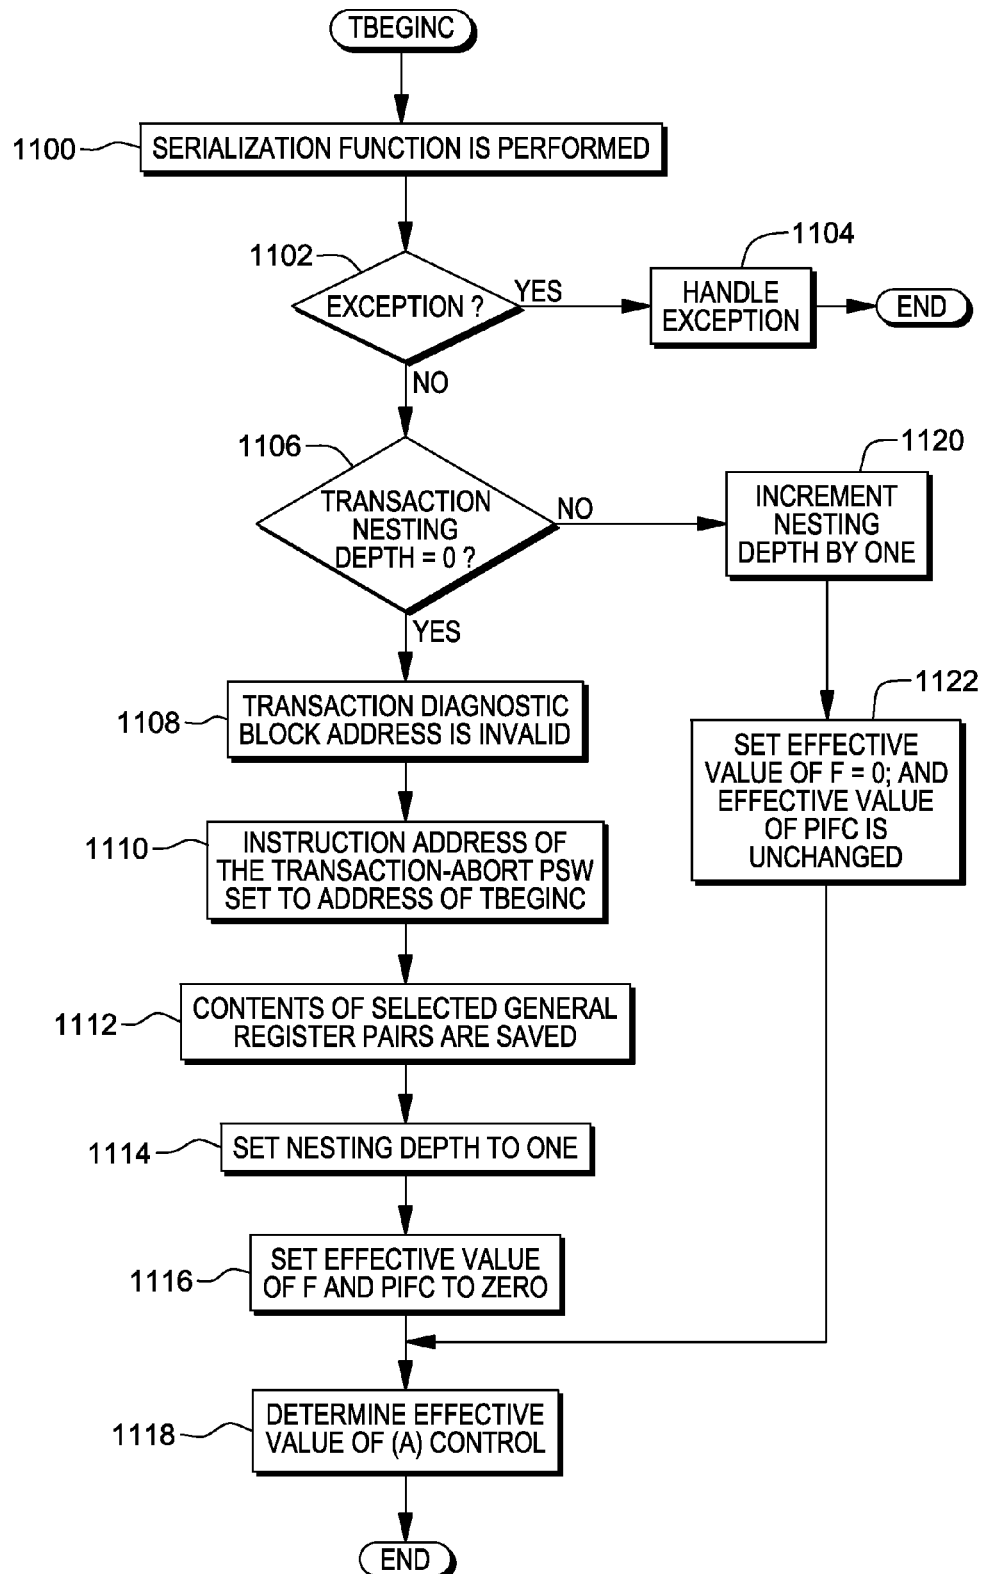 TBEGINC
1100
SERIALIZATION FUNCTION IS PERFORMED
1102
EXCEPTION ?
YES
1104
HANDLE
EXCEPTION
END
NO
1106
TRANSACTION
NESTING
DEPTH = 0 ?
NO
1120
INCREMENT
NESTING
DEPTH BY ONE
YES
1108
TRANSACTION DIAGNOSTIC
BLOCK ADDRESS IS INVALID
1122
SET EFFECTIVE
VALUE OF F = 0; AND
EFFECTIVE VALUE
OF PIFC IS
UNCHANGED
1110
INSTRUCTION ADDRESS OF
THE TRANSACTION-ABORT PSW
SET TO ADDRESS OF TBEGINC
1112
CONTENTS OF SELECTED GENERAL
REGISTER PAIRS ARE SAVED
1114
SET NESTING DEPTH TO ONE
1116
SET EFFECTIVE VALUE
OF F AND PIFC TO ZERO
1118
DETERMINE EFFECTIVE
VALUE OF (A) CONTROL
END